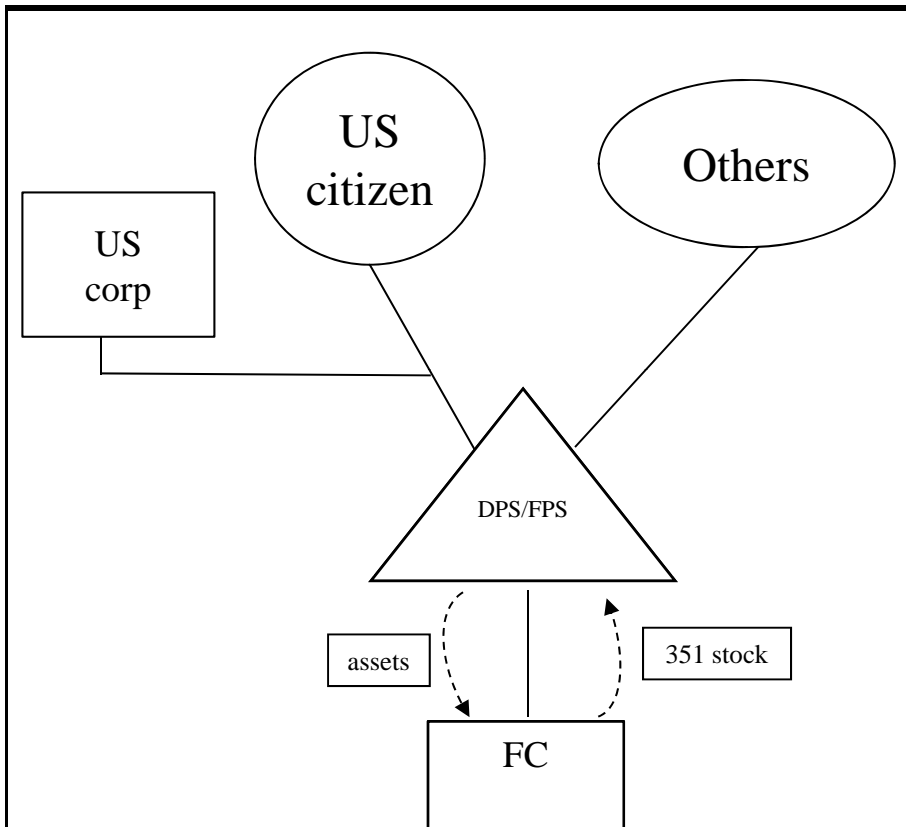 US
citizen
Others
US
corp
DPS/FPS
assets
351 stock
FC